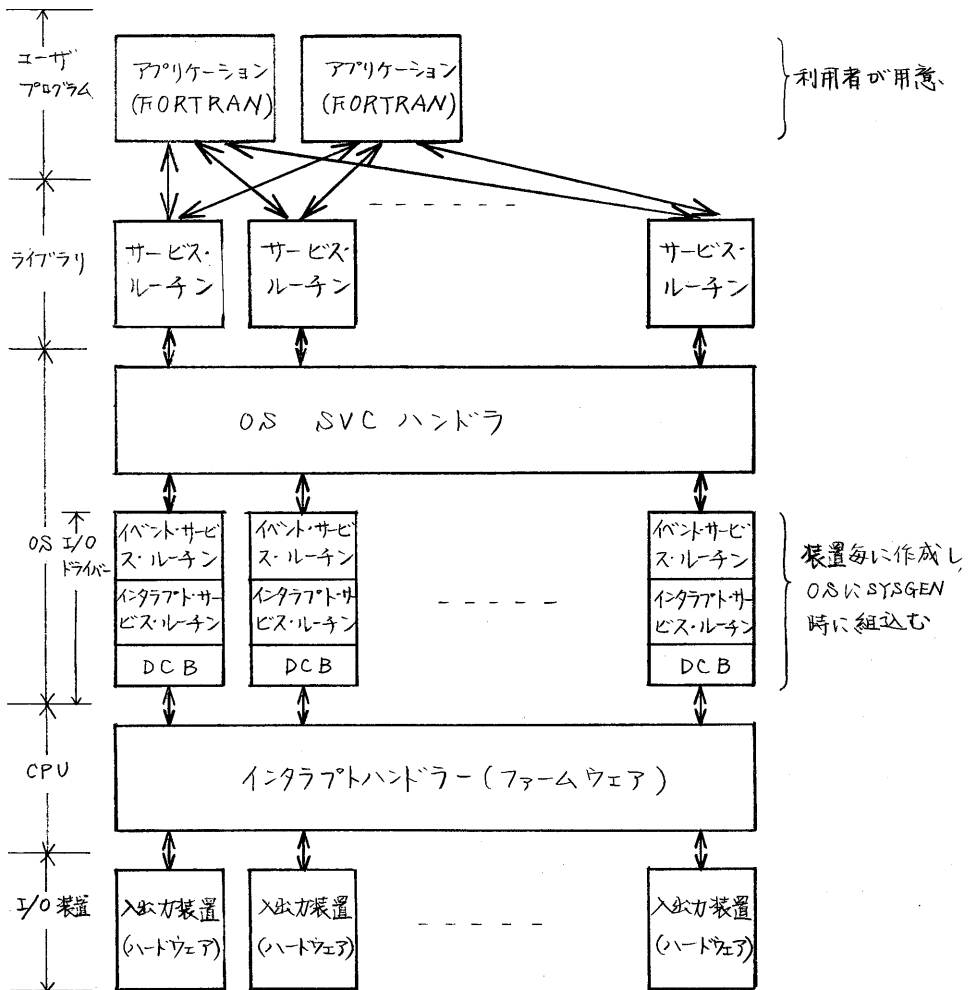 ユーザ
プログラム
アプリケーション
(FORTRAN)
アプリケーション
(FORTRAN)
利用者が用意、
ライブラリ
サービス・
ルーチン
サービス・
ルーチン
サービス・
ルーチン
OS SVC ハンドラ
OS
I/O
ドライバー
イベント・サービ
ス・ルーチン
インタラプト・サー
ビス・ルーチン
DCB
イベント・サービ
ス・ルーチン
インタラプト・サー
ビス・ルーチン
DCB
イベント・サービ
ス・ルーチン
インタラプト・サー
ビス・ルーチン
DCB
装置毎に作成し
OSにSYSGEN
時に組込む
CPU
インタラプトハンドラー(ファームウェア)
I/O装置
入出力装置
(ハードウェア)
入出力装置
(ハードウェア)
入出力装置
(ハードウェア)